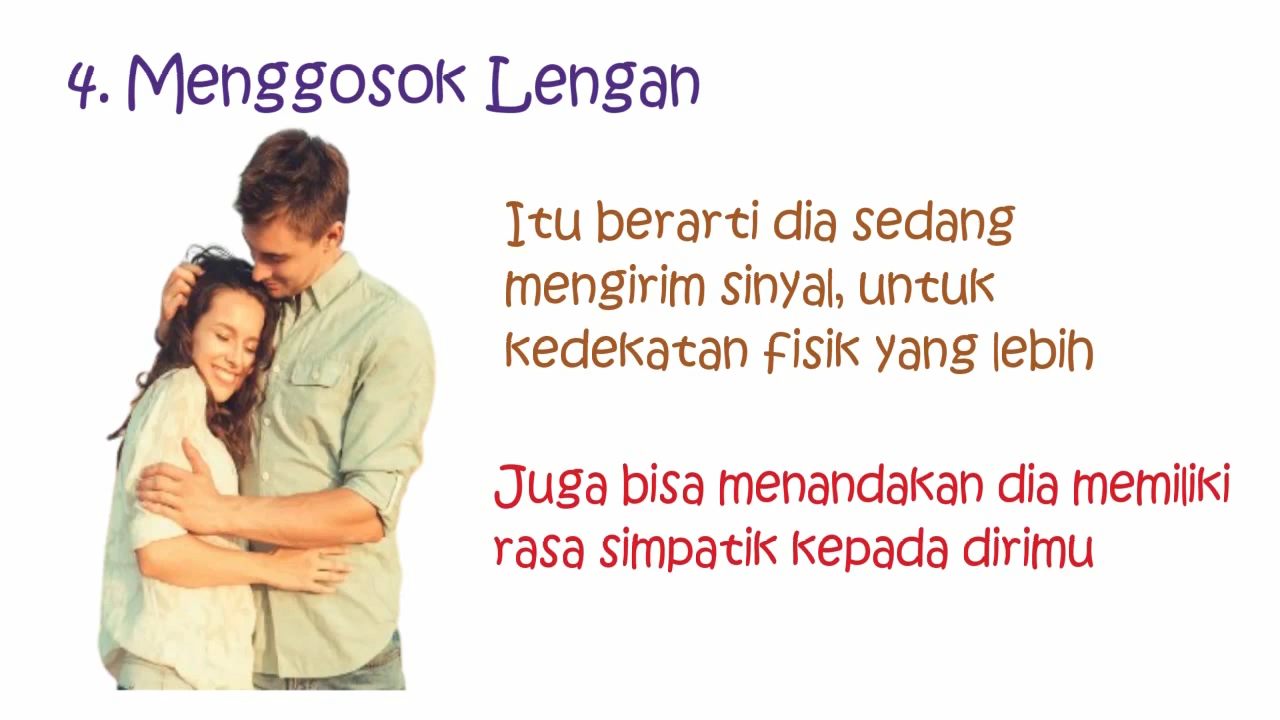 4. Menggosok Lengan
Itu berarti dia sedang
mengirim sinyal, untuk
kedekatan fisik yang lebih
Juga bisa menandakan dia memiliki
rasa simpatik kepada dirimu